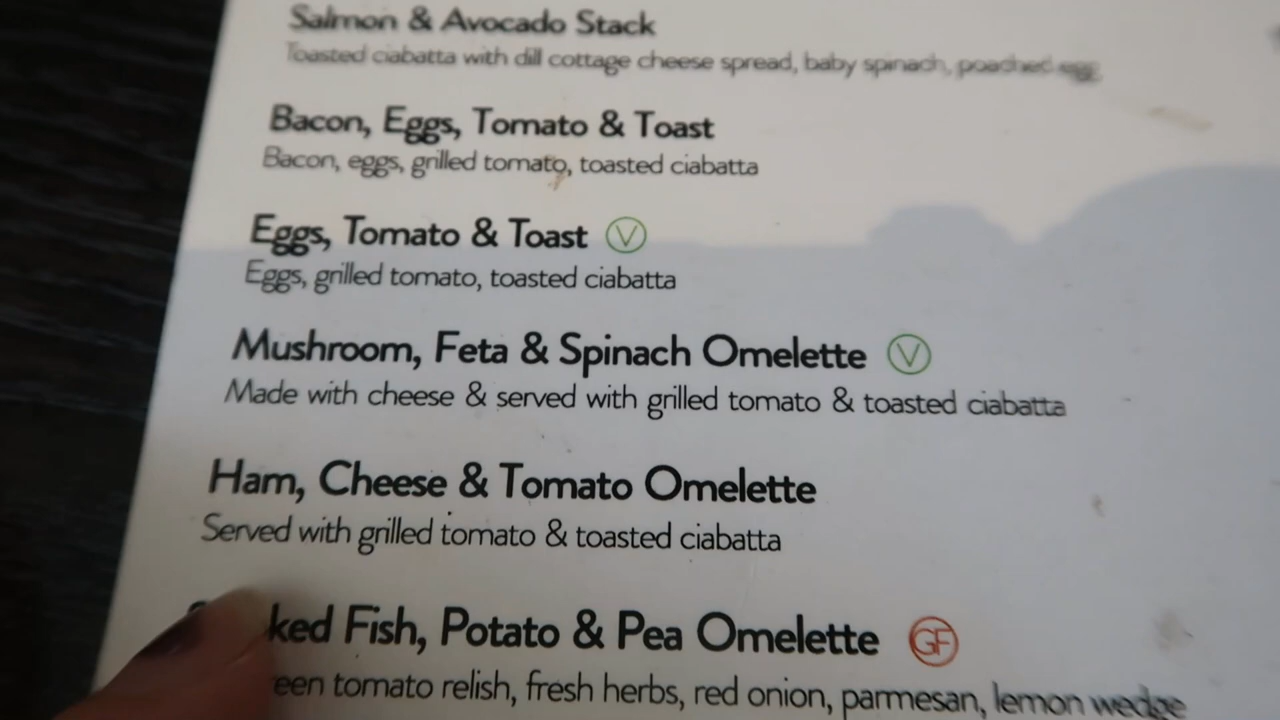 Salmon & Avocado Stack
Toasted ciabatta with dill cottage cheese spread, baby spinach, poached egg
Bacon, Eggs, Tomato & Toast
Bacon, eggs, grilled tomato, toasted ciabatta
Eggs, Tomato & Toast V
Eggs, grilled tomato, toasted ciabatta
Mushroom, Feta & Spinach Omelette V
Made with cheese & served with grilled tomato & toasted ciabatta
Ham, Cheese & Tomato Omelette
Served with grilled tomato & toasted ciabatta
Fish, Potato & Pea Omelette GF
tomato relish, fresh herbs, red onion, parmesan, lemon wedge